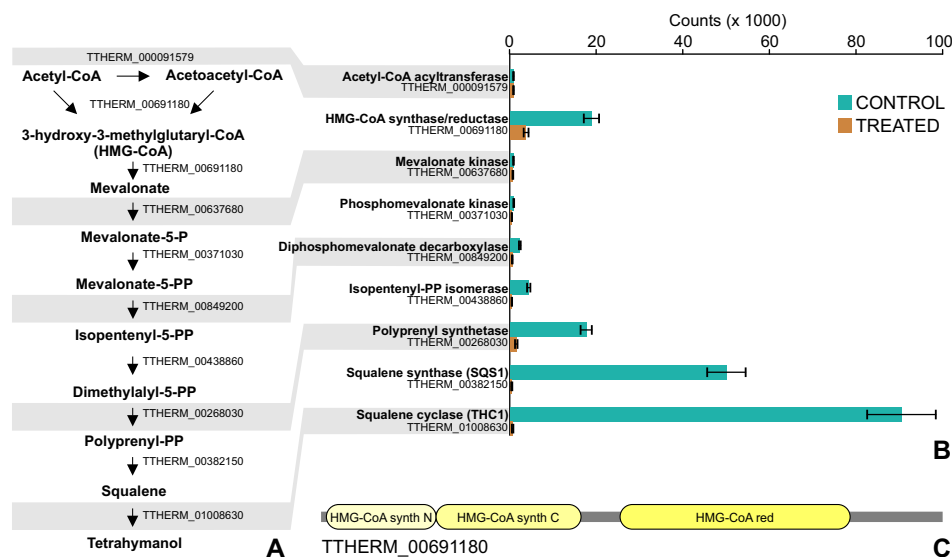 TTHERM_000091579
Acetyl-CoA
Acetoacetyl-CoA
TTHERM_00691180
3-hydroxy-3-methylglutaryl-CoA
(HMG-CoA)
TTHERM_00691180
Mevalonate
TTHERM_00637680
Mevalonate-5-P
TTHERM_00371030
Mevalonate-5-PP
TTHERM_00849200
Isopentenyl-5-PP
TTHERM_00438860
Dimethylalyl-5-PP
TTHERM_00268030
Polyprenyl-PP
TTHERM_00382150
Squalene
TTHERM_01008630
Tetrahymanol
A
Counts (x 1000)
0 20 40 60 80 100
Acetyl-CoA acyltransferase
TTHERM_000091579
HMG-CoA synthase/reductase
TTHERM_00691180
Mevalonate kinase
TTHERM_00637680
Phosphomevalonate kinase
TTHERM_00371030
Diphosphomevalonate decarboxylase
TTHERM_00849200
Isopentenyl-PP isomerase
TTHERM_00438860
Polyprenyl synthetase
TTHERM_00268030
Squalene synthase (SQS1)
TTHERM_00382150
Squalene cyclase (THC1)
TTHERM_01008630
CONTROL
TREATED
B
HMG-CoA synth N
HMG-CoA synth C
HMG-CoA red
TTHERM_00691180
C